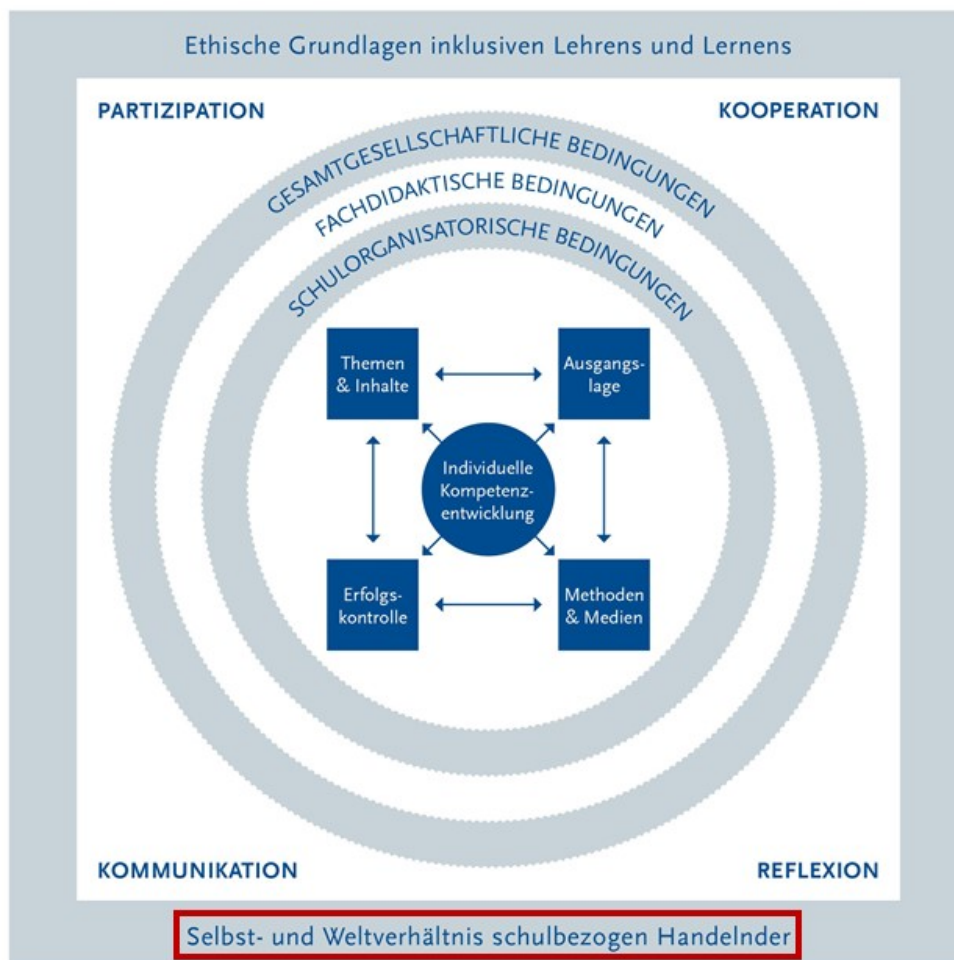 Ethische Grundlagen inklusiven Lehrens und Lernens
PARTIZIPATION
KOOPERATION
GESAMTGESELLSCHAFTLICHE BEDINGUNGEN
FACHDIDAKTISCHE BEDINGUNGEN
SCHULORGANISATORISCHE BEDINGUNGEN
Themen
& Inhalte
Ausgangs-
lage
Individuelle
Kompetenz-
entwicklung
Erfolgs-
kontrolle
Methoden
& Medien
KOMMUNIKATION
REFLEXION
Selbst- und Weltverhältnis schulbezogen Handelnder